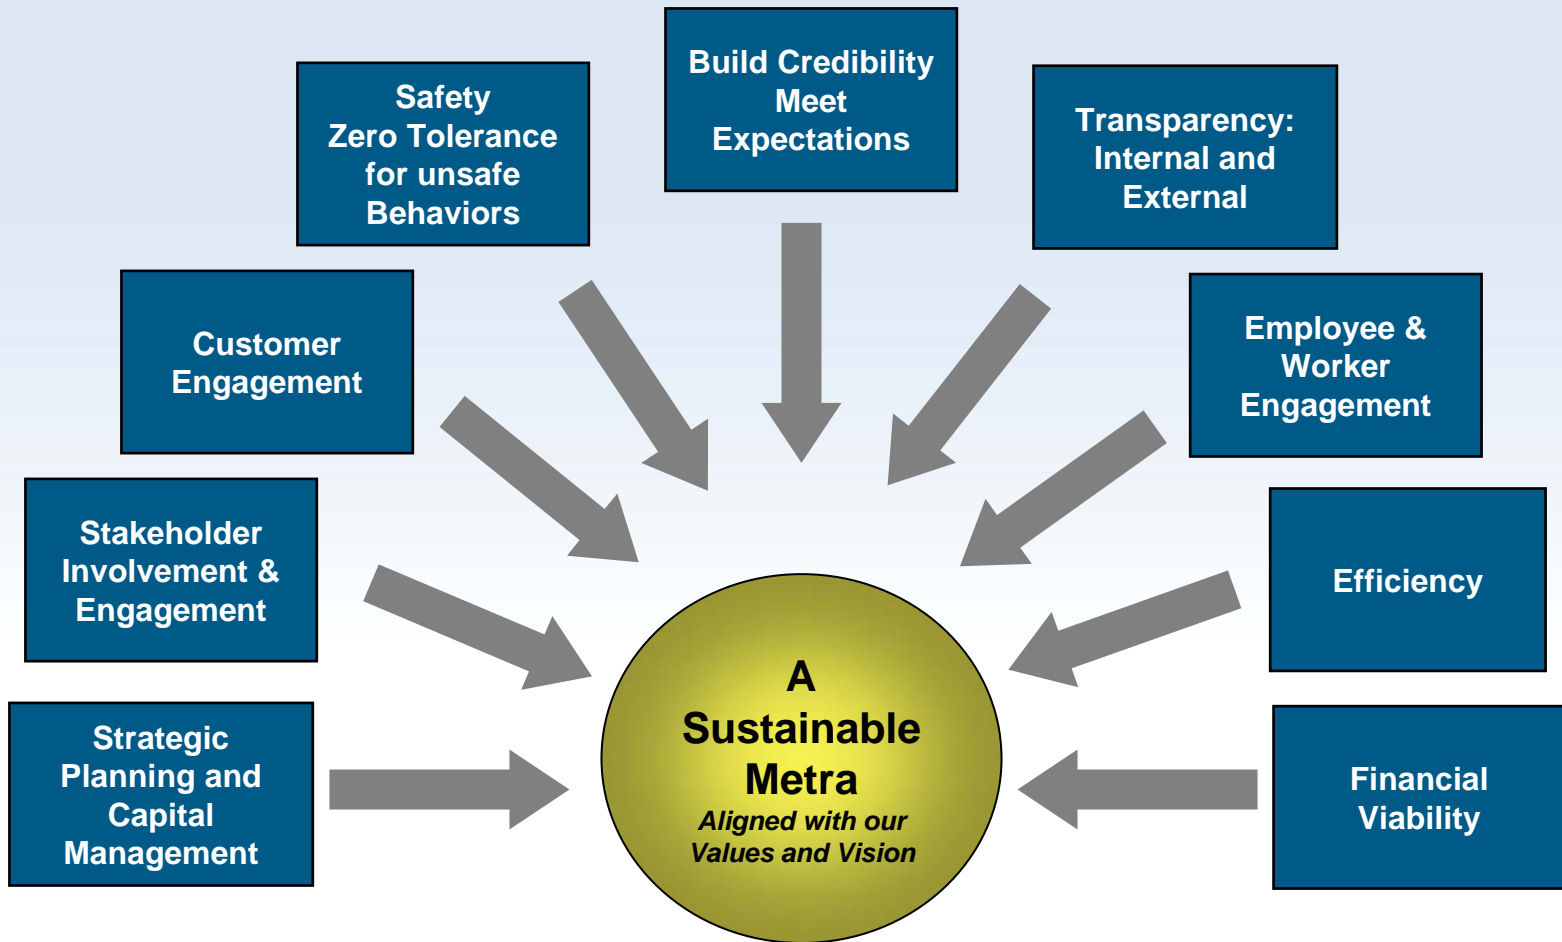 Build Credibility
Meet
Expectations
Safety
Zero Tolerance
for unsafe
Behaviors
Transparency:
Internal and
External
Customer
Engagement
Employee &
Worker
Engagement
Stakeholder
Involvement &
Engagement
Efficiency
Strategic
Planning and
Capital
Management
A
Sustainable
Metra
Aligned with our
Values and Vision
Financial
Viability